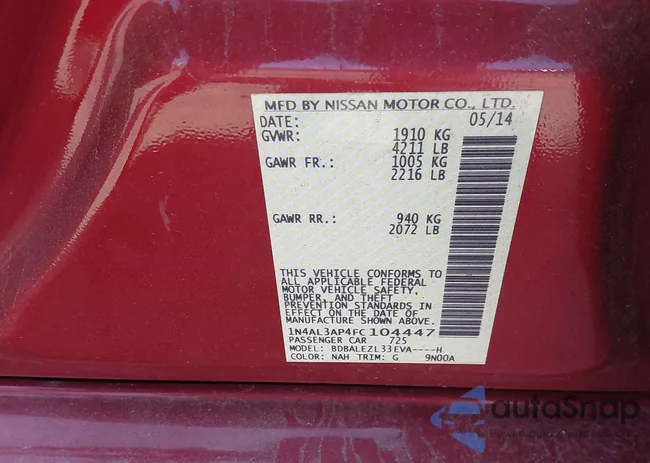 MFD BY NISSAN MOTOR CO., LTD.
DATE: 05/14
GVWR: 1910 KG
4211 LB
GAWR FR.: 1005 KG
2216 LB
GAWR RR.: 940 KG
2072 LB
THIS VEHICLE CONFORMS TO
ALL APPLICABLE FEDERAL
MOTOR VEHICLE SAFETY,
BUMPER, AND THEFT
PREVENTION STANDARDS IN
EFFECT ON THE DATE OF
MANUFACTURE SHOWN ABOVE.
1N4AL3AP4FC104447
PASSENGER CAR 725
MODEL: BDBALEZL33EVA----H
COLOR: NAH TRIM: G 9N00A
autoSnap